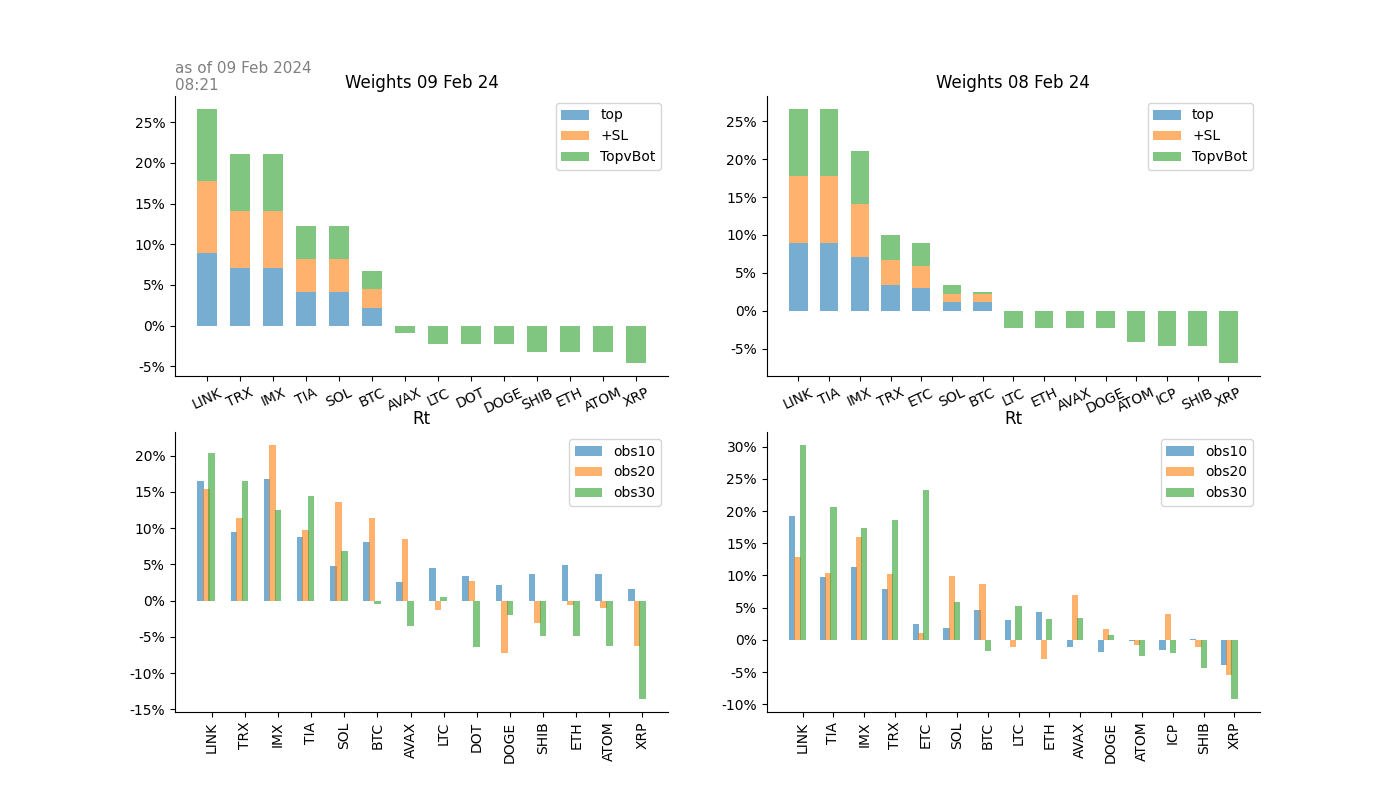 as of 09 Feb 2024
08:21
Weights 09 Feb 24
25%
20%
15%
10%
5%
0%
-5%
top
+SL
TopvBot
LINK TRX IMX TIA SOL BTC AVAX LTC DOT DOGE SHIB ETH ATOM XRP
Weights 08 Feb 24
25%
20%
15%
10%
5%
0%
-5%
top
+SL
TopvBot
LINK TIA IMX TRX ETC SOL BTC LTC ETH AVAX DOGE ATOM ICP SHIB XRP
Rt
20%
15%
10%
5%
0%
-5%
-10%
-15%
obs10
obs20
obs30
LINK TRX IMX TIA SOL BTC AVAX LTC DOT DOGE SHIB ETH ATOM XRP
Rt
30%
25%
20%
15%
10%
5%
0%
-5%
-10%
obs10
obs20
obs30
LINK TIA IMX TRX ETC SOL BTC LTC ETH AVAX DOGE ATOM ICP SHIB XRP